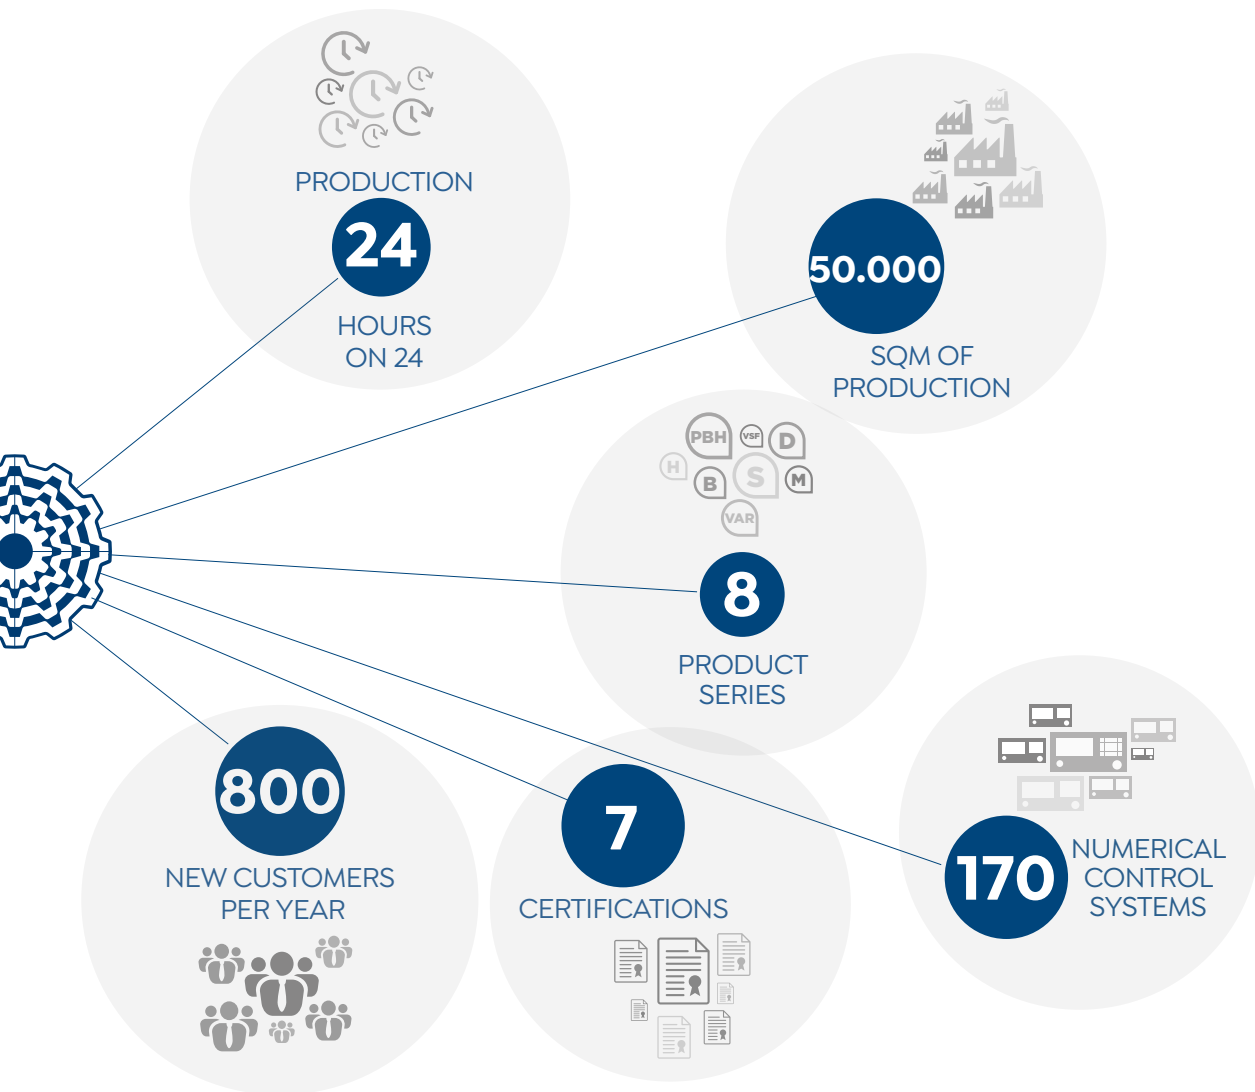 PRODUCTION
24
HOURS
ON 24
50.000
SQM OF
PRODUCTION
PBH
VSF
D
H
B
S
M
VAR
8
PRODUCT
SERIES
800
NEW CUSTOMERS
PER YEAR
7
CERTIFICATIONS
170
NUMERICAL
CONTROL
SYSTEMS